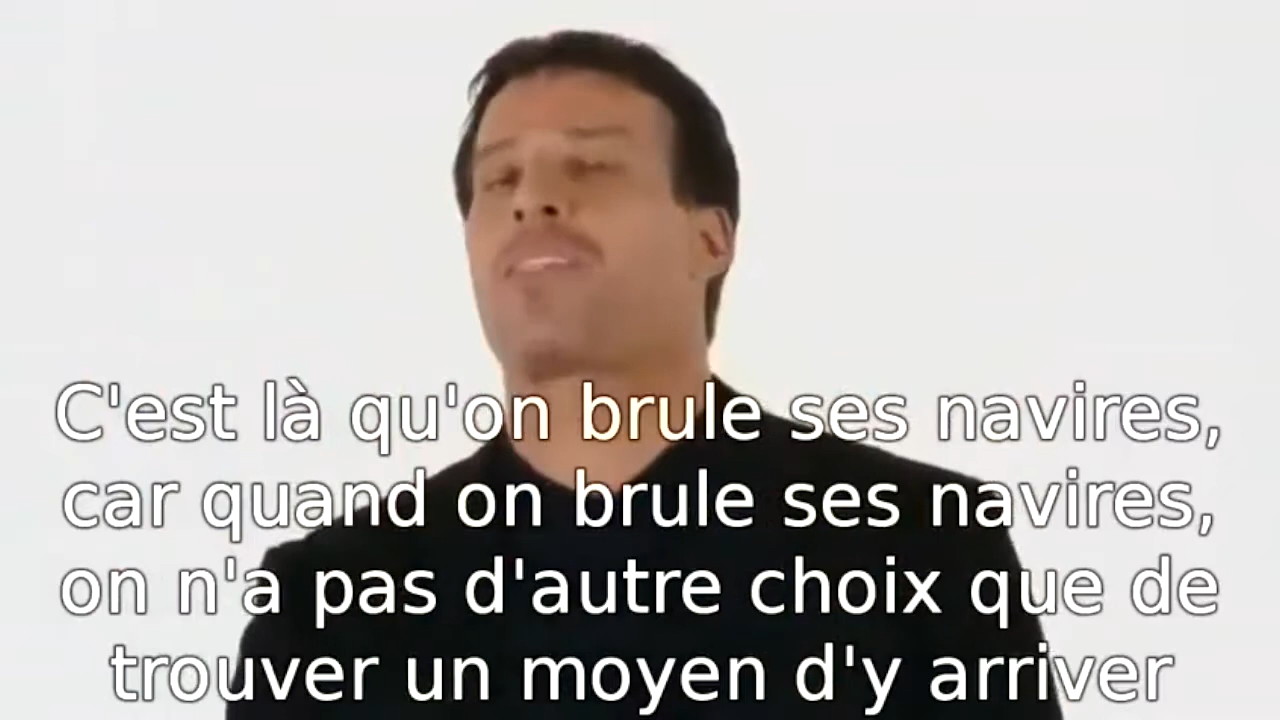 C'est là qu'on brule ses navires,
car quand on brule ses navires,
on n'a pas d'autre choix que de
trouver un moyen d'y arriver